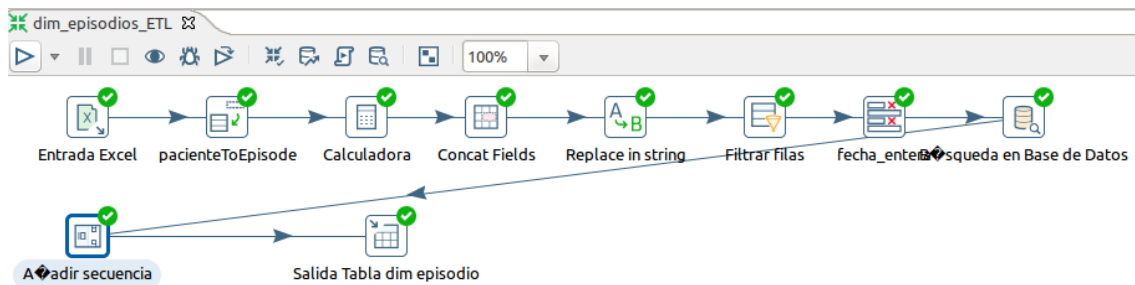 dim_episodios_ETL
100%
Entrada Excel pacienteToEpisode Calculadora Concat Fields Replace in string Filtrar filas fecha_entera B�squeda en Base de Datos
A�adir secuencia Salida Tabla dim episodio